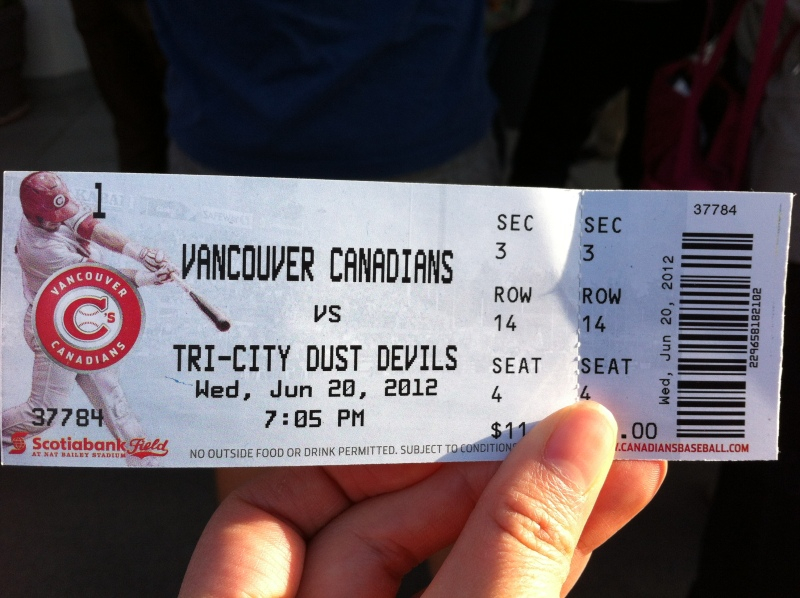 1
VANCOUVER CANADIANS
VS
TRI-CITY DUST DEVILS
Wed, Jun 20, 2012
7:05 PM
VANCOUVER
C's
CANADIANS
37784
Scotiabank Field
AT NAT BAILEY STADIUM
NO OUTSIDE FOOD OR DRINK PERMITTED. SUBJECT TO CONDITIONS
SEC
3
ROW
14
SEAT
4
$11
SEC
3
ROW
14
SEAT
4
.00
37784
Wed, Jun 20, 2012
229658182102
.CANADIANSBASEBALL.COM